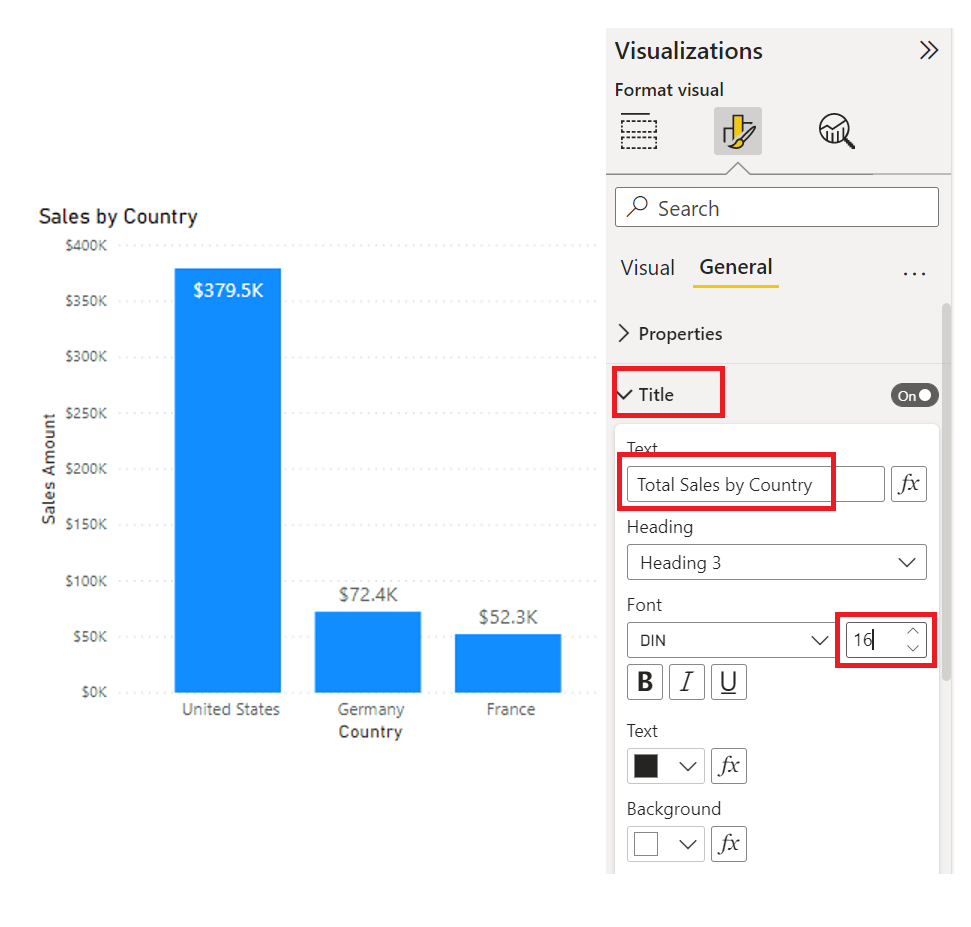 Sales by Country
$400K
$350K
$300K
$250K
$200K
$150K
$100K
$50K
$0K
Sales Amount
$379.5K
$72.4K
$52.3K
United States
Germany
France
Country
Visualizations
Format visual
Search
Visual General ...
Properties
Title On
Text
Total Sales by Country fx
Heading
Heading 3
Font
DIN 16
B I U
Text
fx
Background
fx